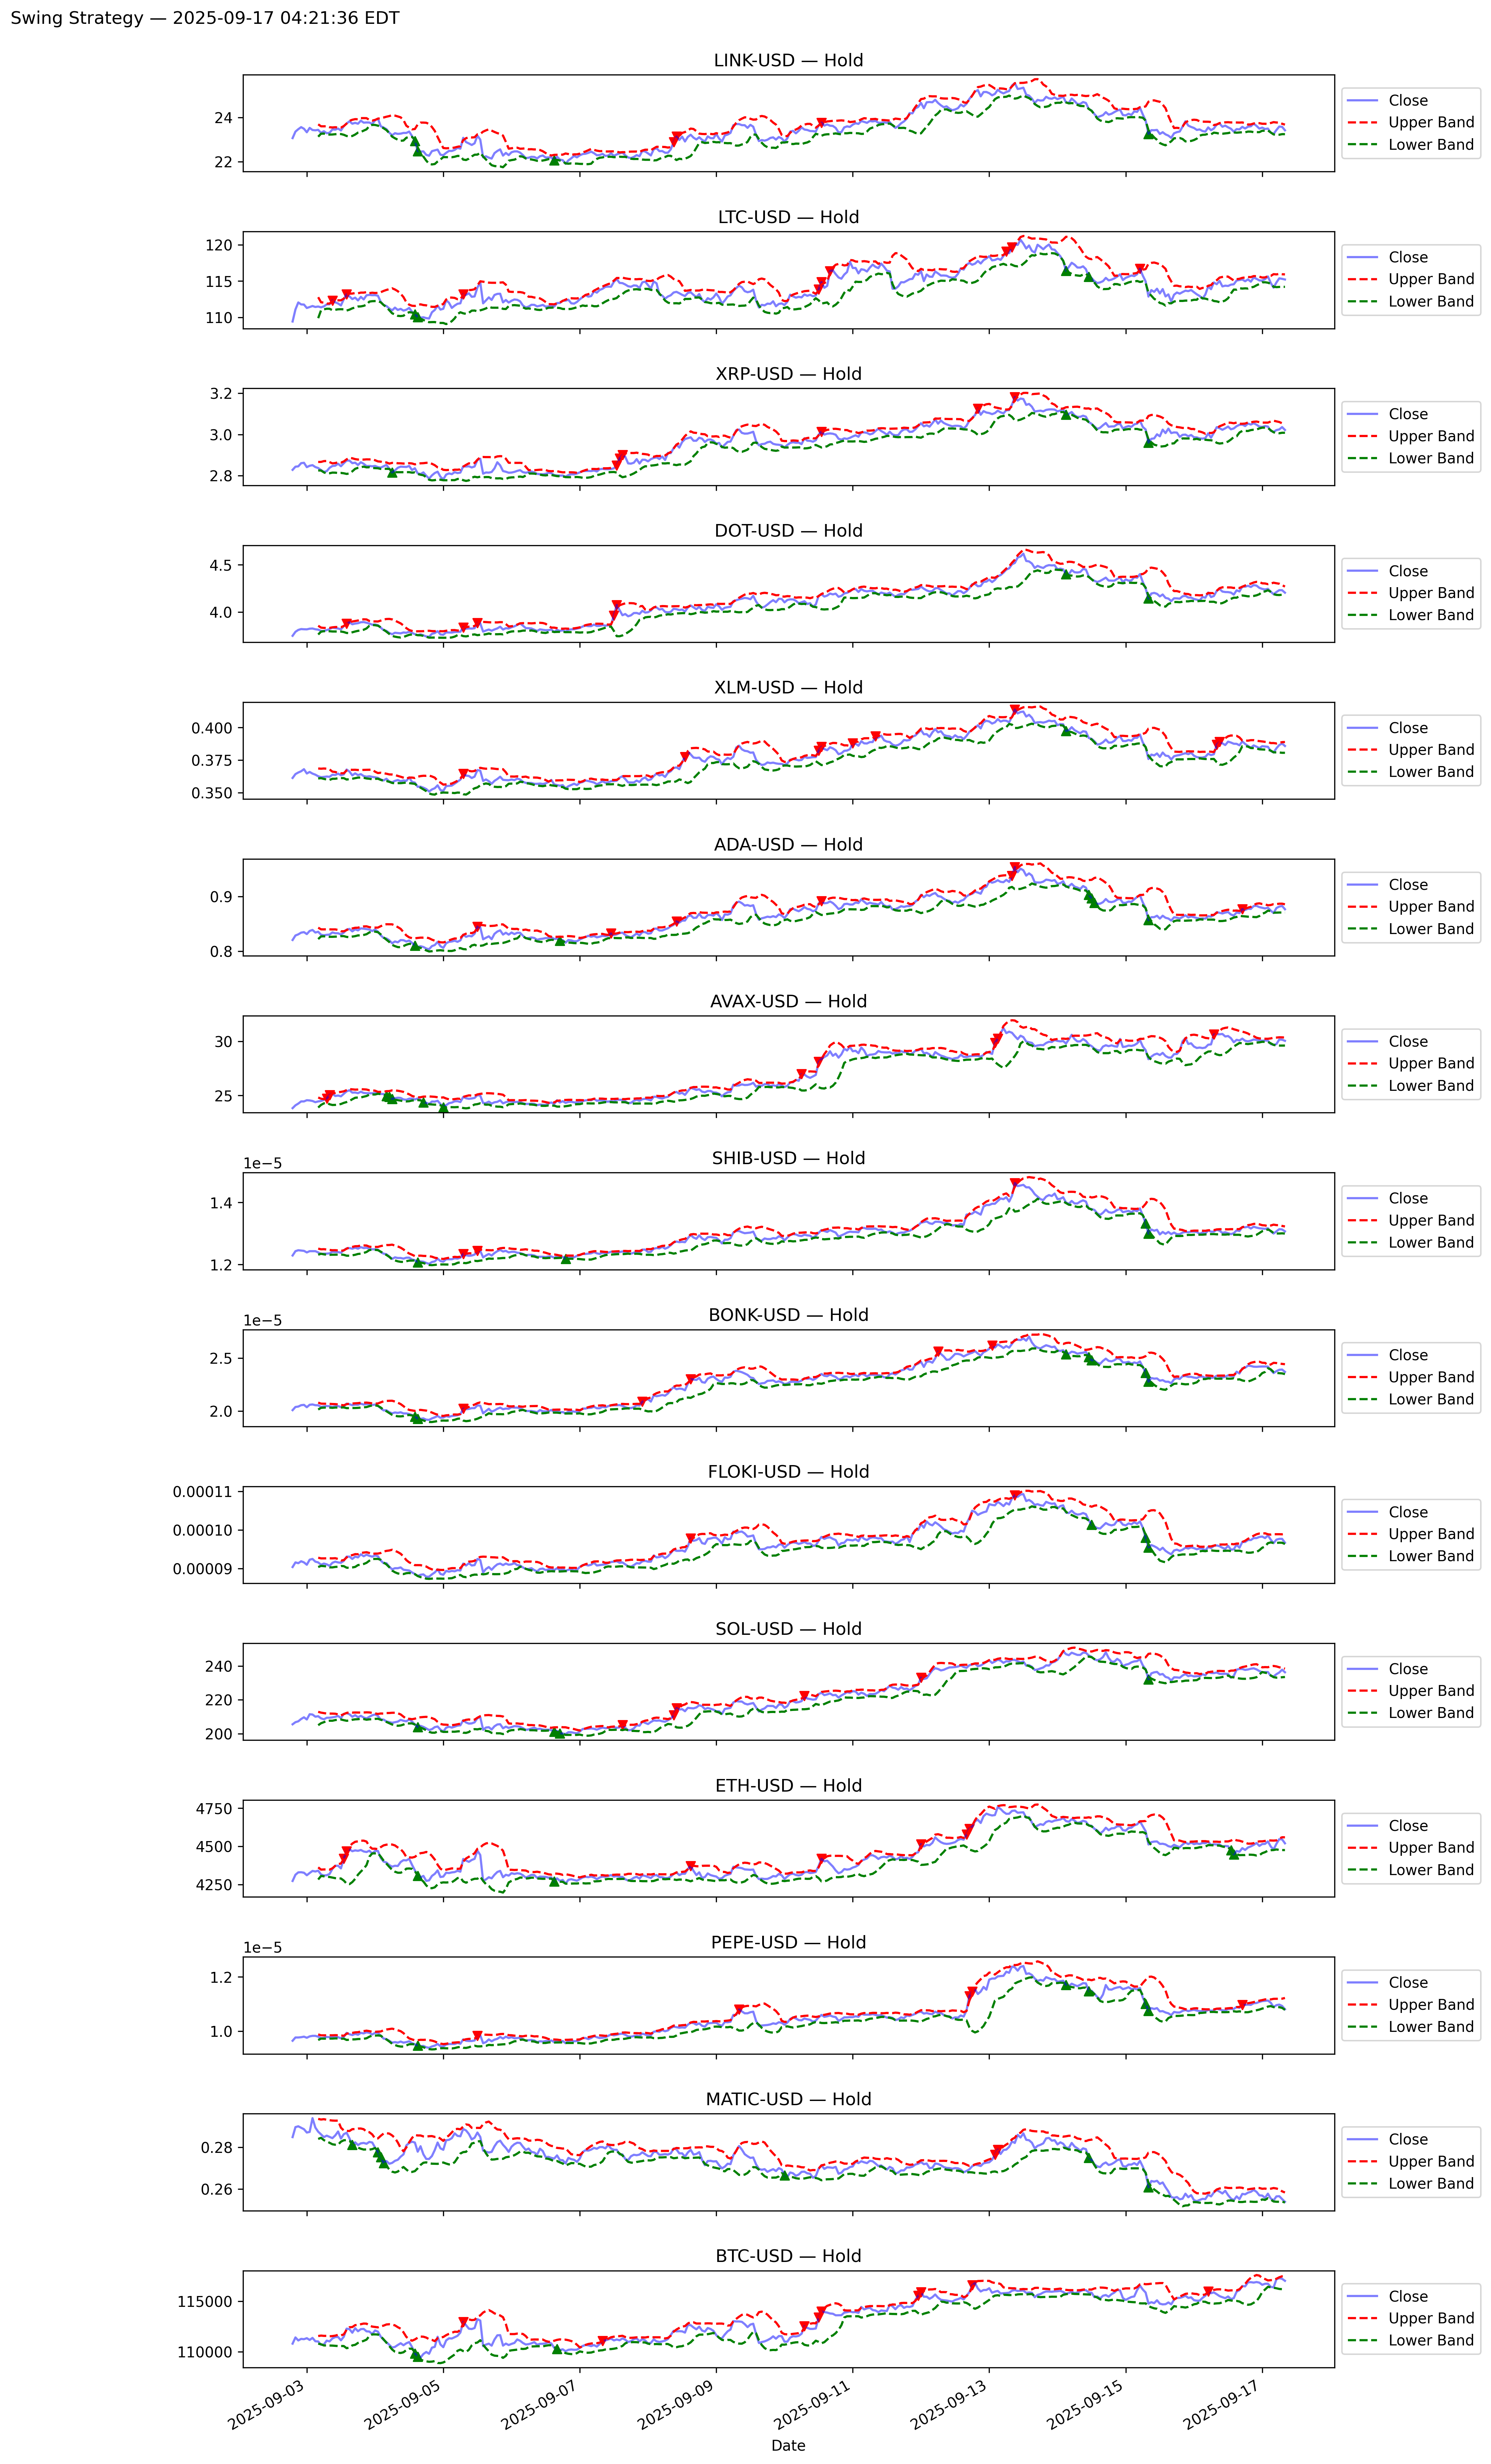 Swing Strategy — 2025-09-17 04:21:36 EDT
LINK-USD — Hold
24
22
Close
Upper Band
Lower Band
LTC-USD — Hold
120
115
110
Close
Upper Band
Lower Band
XRP-USD — Hold
3.2
3.0
2.8
Close
Upper Band
Lower Band
DOT-USD — Hold
4.5
4.0
Close
Upper Band
Lower Band
XLM-USD — Hold
0.400
0.375
0.350
Close
Upper Band
Lower Band
ADA-USD — Hold
0.9
0.8
Close
Upper Band
Lower Band
AVAX-USD — Hold
30
25
Close
Upper Band
Lower Band
SHIB-USD — Hold
1e−5
1.4
1.2
Close
Upper Band
Lower Band
BONK-USD — Hold
1e−5
2.5
2.0
Close
Upper Band
Lower Band
FLOKI-USD — Hold
0.00011
0.00010
0.00009
Close
Upper Band
Lower Band
SOL-USD — Hold
240
220
200
Close
Upper Band
Lower Band
ETH-USD — Hold
4750
4500
4250
Close
Upper Band
Lower Band
PEPE-USD — Hold
1e−5
1.2
1.0
Close
Upper Band
Lower Band
MATIC-USD — Hold
0.28
0.26
Close
Upper Band
Lower Band
BTC-USD — Hold
115000
110000
Close
Upper Band
Lower Band
2025-09-03
2025-09-05
2025-09-07
2025-09-09
2025-09-11
2025-09-13
2025-09-15
2025-09-17
Date